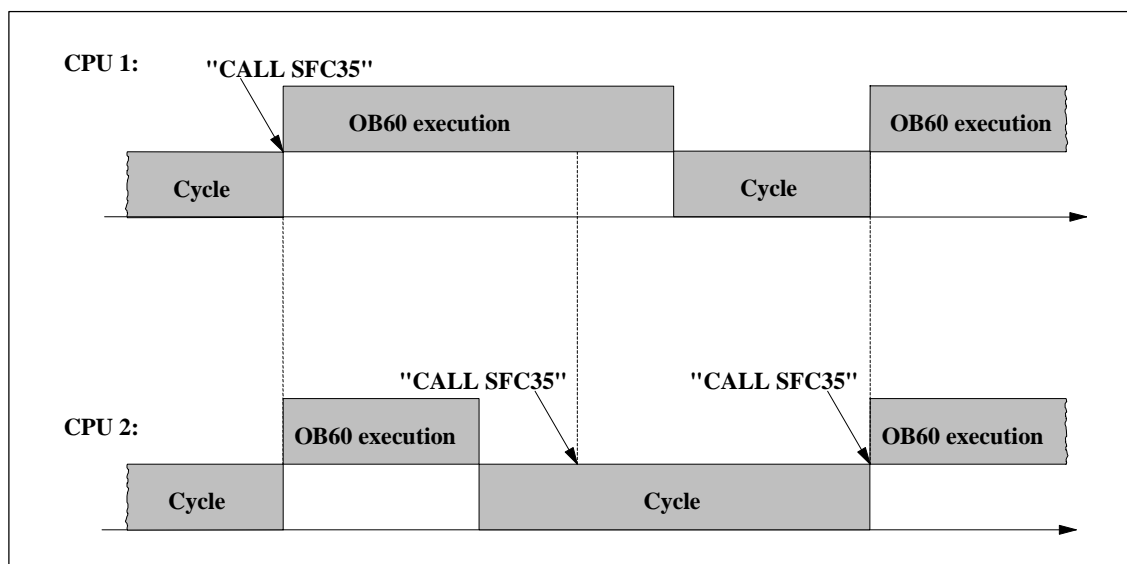 CPU 1:
"CALL SFC35"
OB60 execution
OB60 execution
Cycle
Cycle
"CALL SFC35"
"CALL SFC35"
CPU 2:
OB60 execution
OB60 execution
Cycle
Cycle